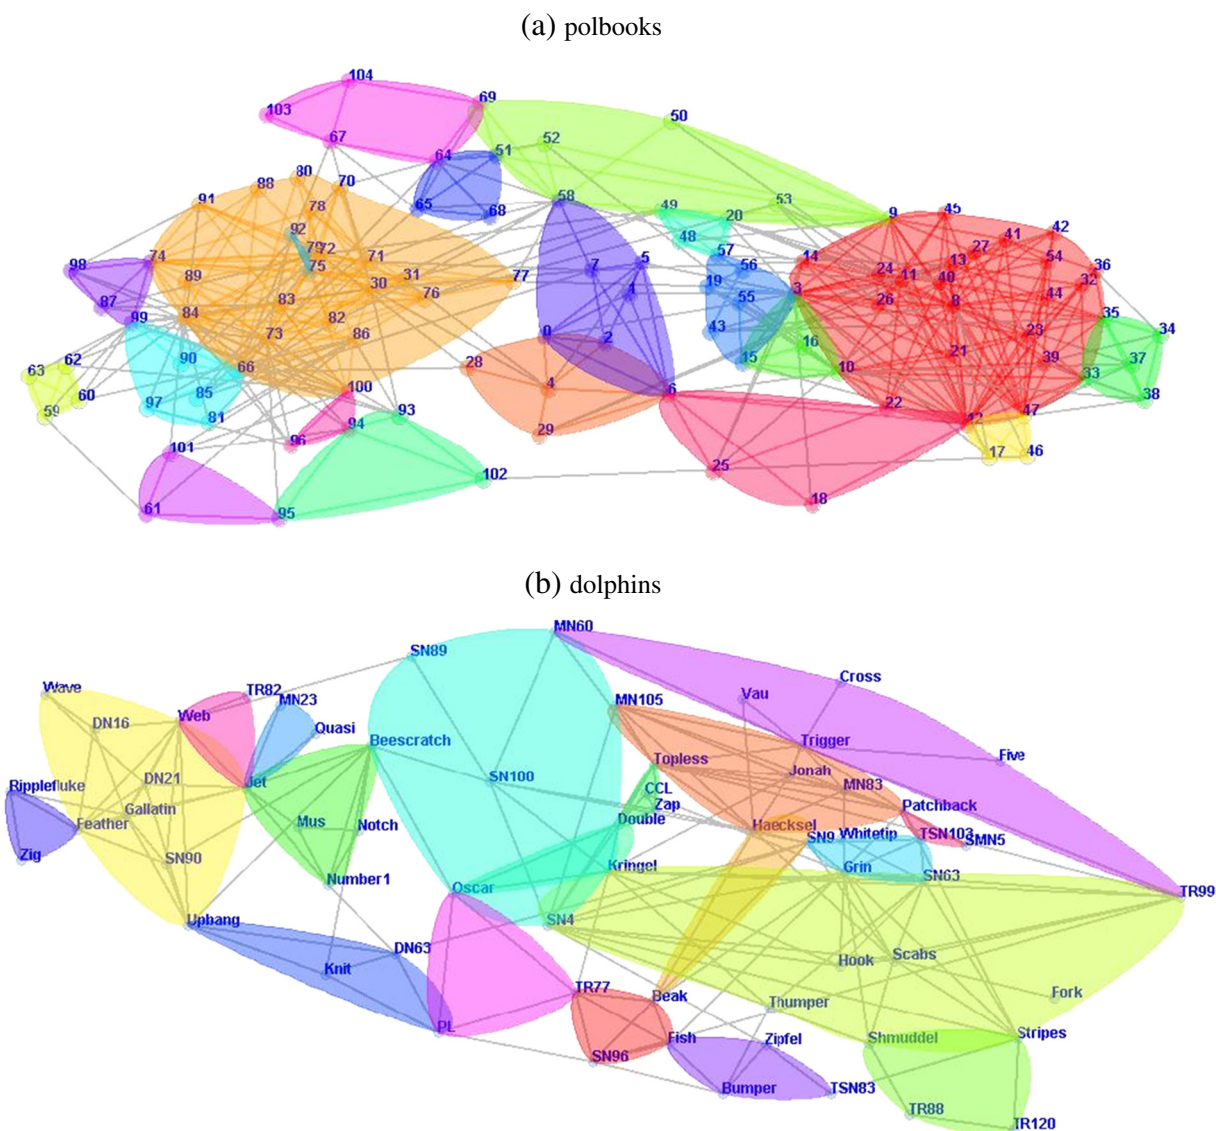 (a) polbooks
104
103
69
50
67
52
51
64
80
70
88
91
78
58
65
68
49
20
53
9
45
92
79
72
71
57
48
41
42
27
98
74
89
75
31
77
7
5
56
14
24
11
13
54
36
87
83
30
76
1
19
55
3
26
40
8
44
32
99
84
73
82
86
0
2
43
16
23
35
34
62
90
66
28
15
10
21
39
37
63
60
85
100
4
6
33
38
59
97
81
93
22
12
47
94
96
29
101
25
17
46
102
61
95
18
(b) dolphins
MN60
SN89
Cross
Wave
TR82
MN23
MN105
Vau
DN16
Web
Quasi
Beescratch
Trigger
Five
Topless
Jonah
DN21
Jet
SN100
CCL
MN83
Ripplefluke
Gallatin
Zap
Patchback
Feather
Mus
Notch
Double
Haecksel
SN9
Whitetip
TSN103
SMN5
Zig
SN90
Number1
Oscar
Kringel
Grin
SN63
TR99
Upbang
SN4
DN63
Knit
Hook
Scabs
TR77
Beak
Thumper
Fork
PL
Fish
Zipfel
Shmuddel
Stripes
SN96
Bumper
TSN83
TR88
TR120